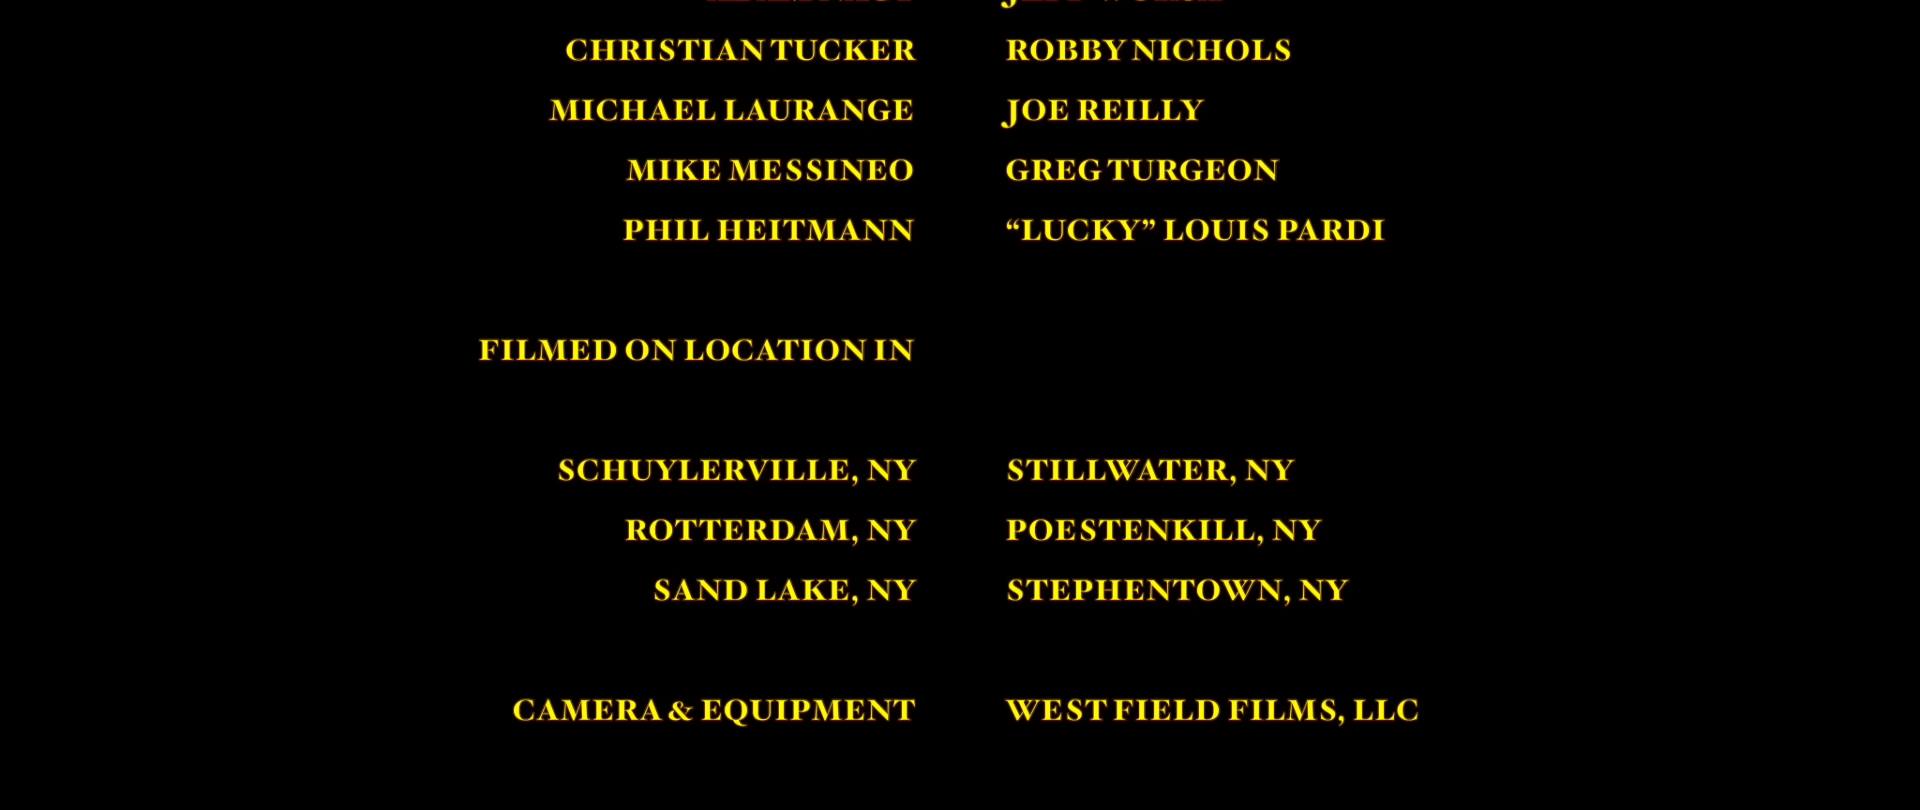 CHRISTIAN TUCKER ROBBY NICHOLS
MICHAEL LAURANGE JOE REILLY
MIKE MESSINEO GREG TURGEON
PHIL HEITMANN “LUCKY” LOUIS PARDI
FILMED ON LOCATION IN
SCHUYLERVILLE, NY STILLWATER, NY
ROTTERDAM, NY POESTENKILL, NY
SAND LAKE, NY STEPHENTOWN, NY
CAMERA & EQUIPMENT WEST FIELD FILMS, LLC